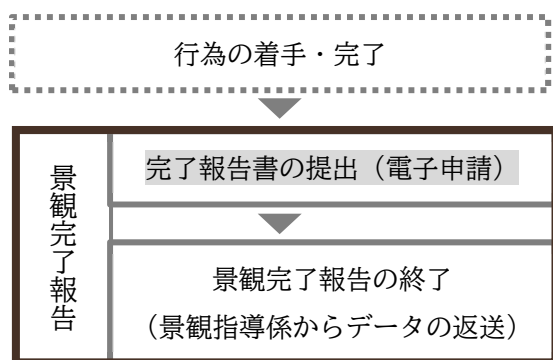 行為の着手・完了
景観完了報告
完了報告書の提出（電子申請）
景観完了報告の終了
（景観指導係からデータの返送）